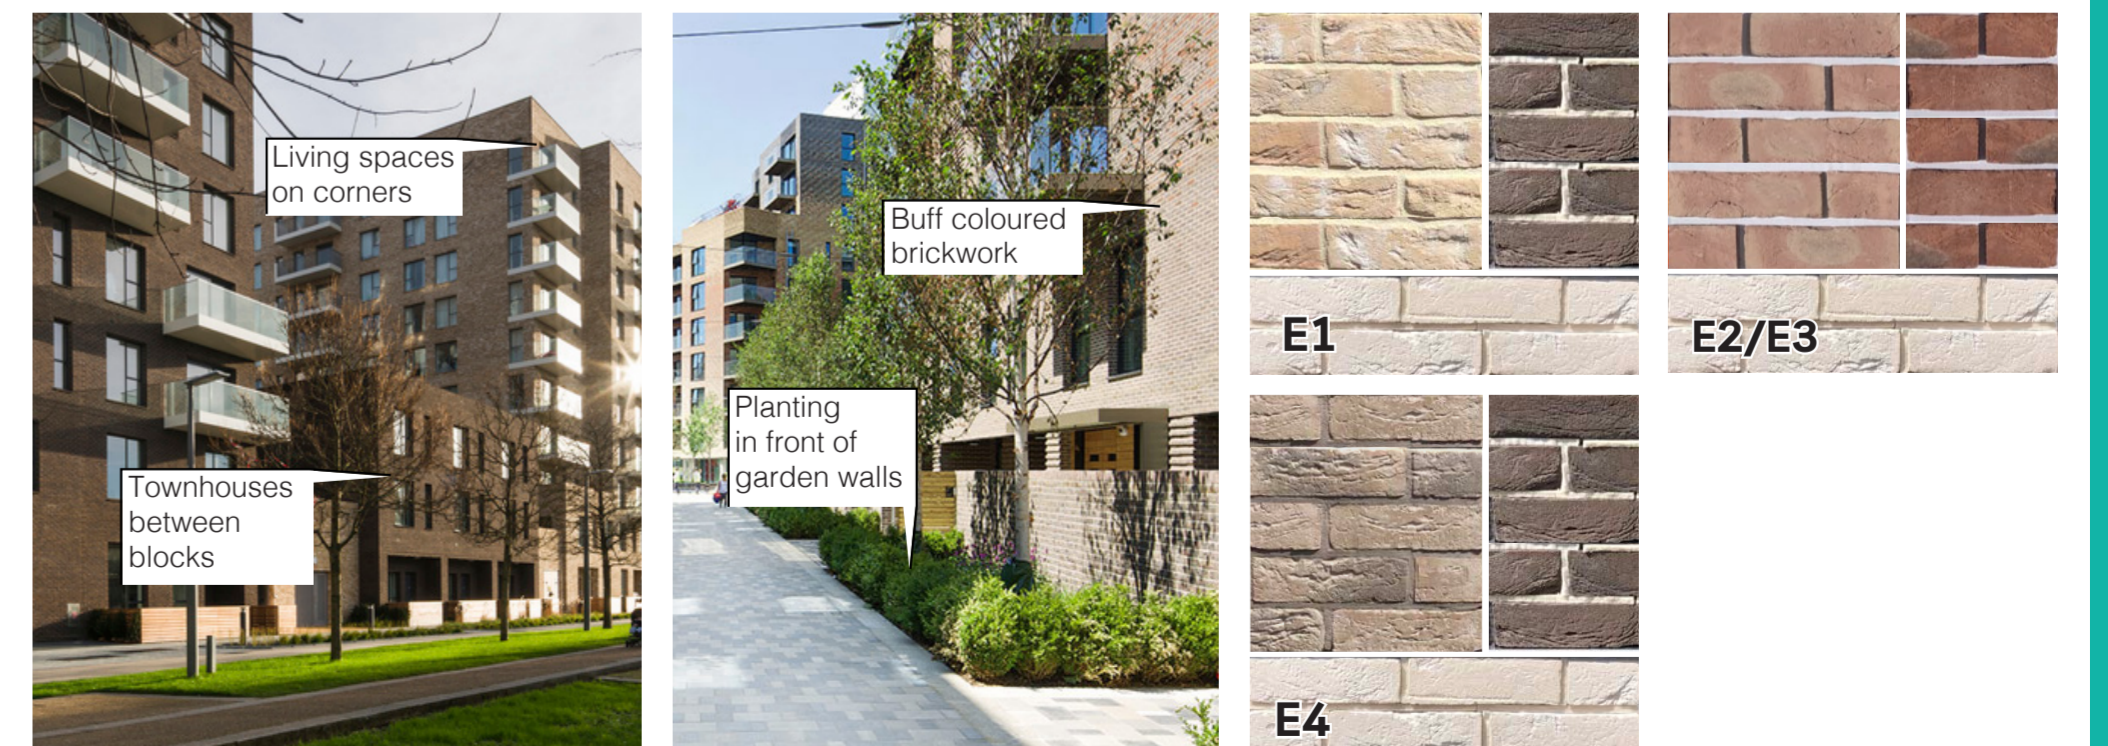 Living spaces
on corners
Townhouses
between
blocks
Buff coloured
brickwork
Planting
in front of
garden walls
E1
E2/E3
E4